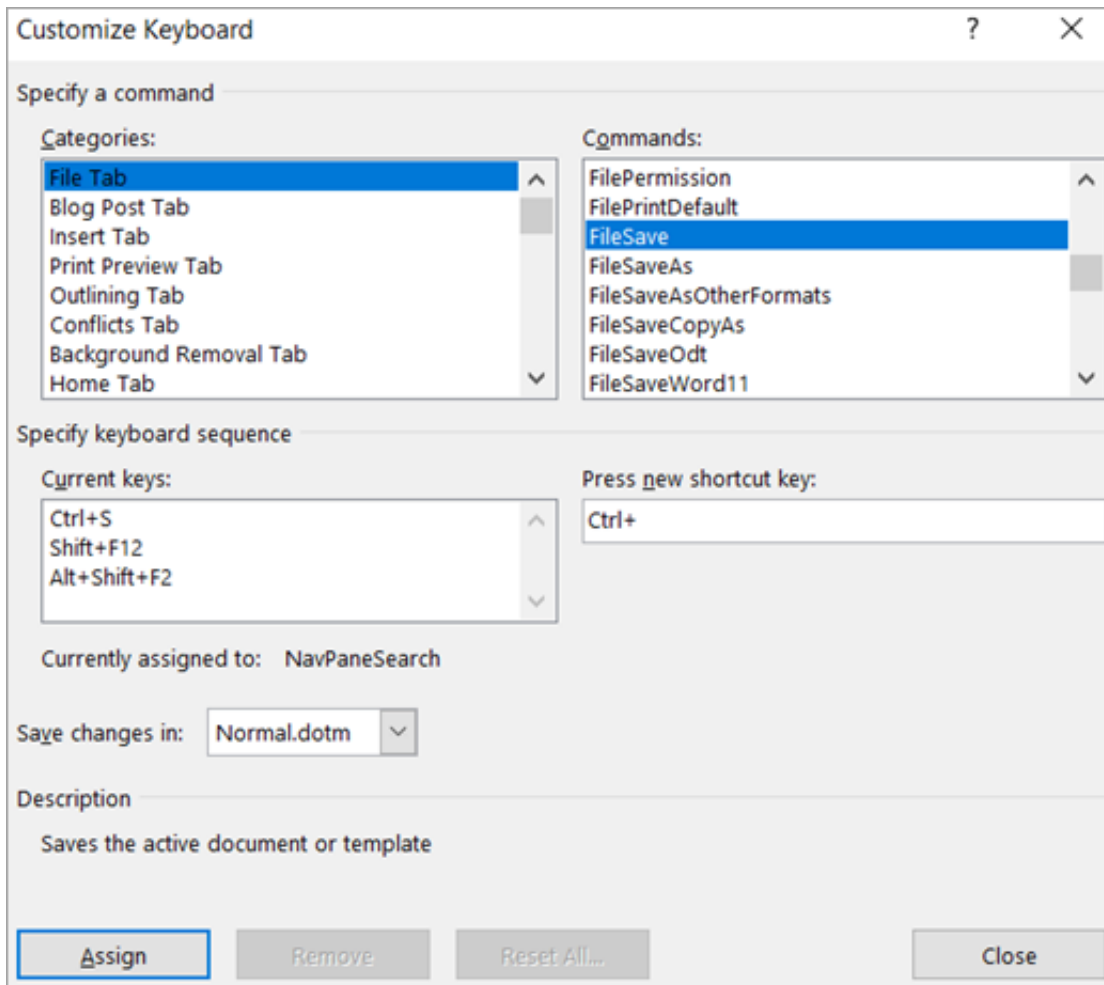 Customize Keyboard ?
Specify a command
Categories:
File Tab
Blog Post Tab
Insert Tab
Print Preview Tab
Outlining Tab
Conflicts Tab
Background Removal Tab
Home Tab
Commands:
FilePermission
FilePrintDefault
FileSave
FileSaveAs
FileSaveAsOtherFormats
FileSaveCopyAs
FileSaveOdt
FileSaveWord11
Specify keyboard sequence
Current keys:
Ctrl+S
Shift+F12
Alt+Shift+F2
Press new shortcut key:
Ctrl+
Currently assigned to: NavPaneSearch
Save changes in: Normal.dotm
Description
Saves the active document or template
Assign Remove Reset All... Close